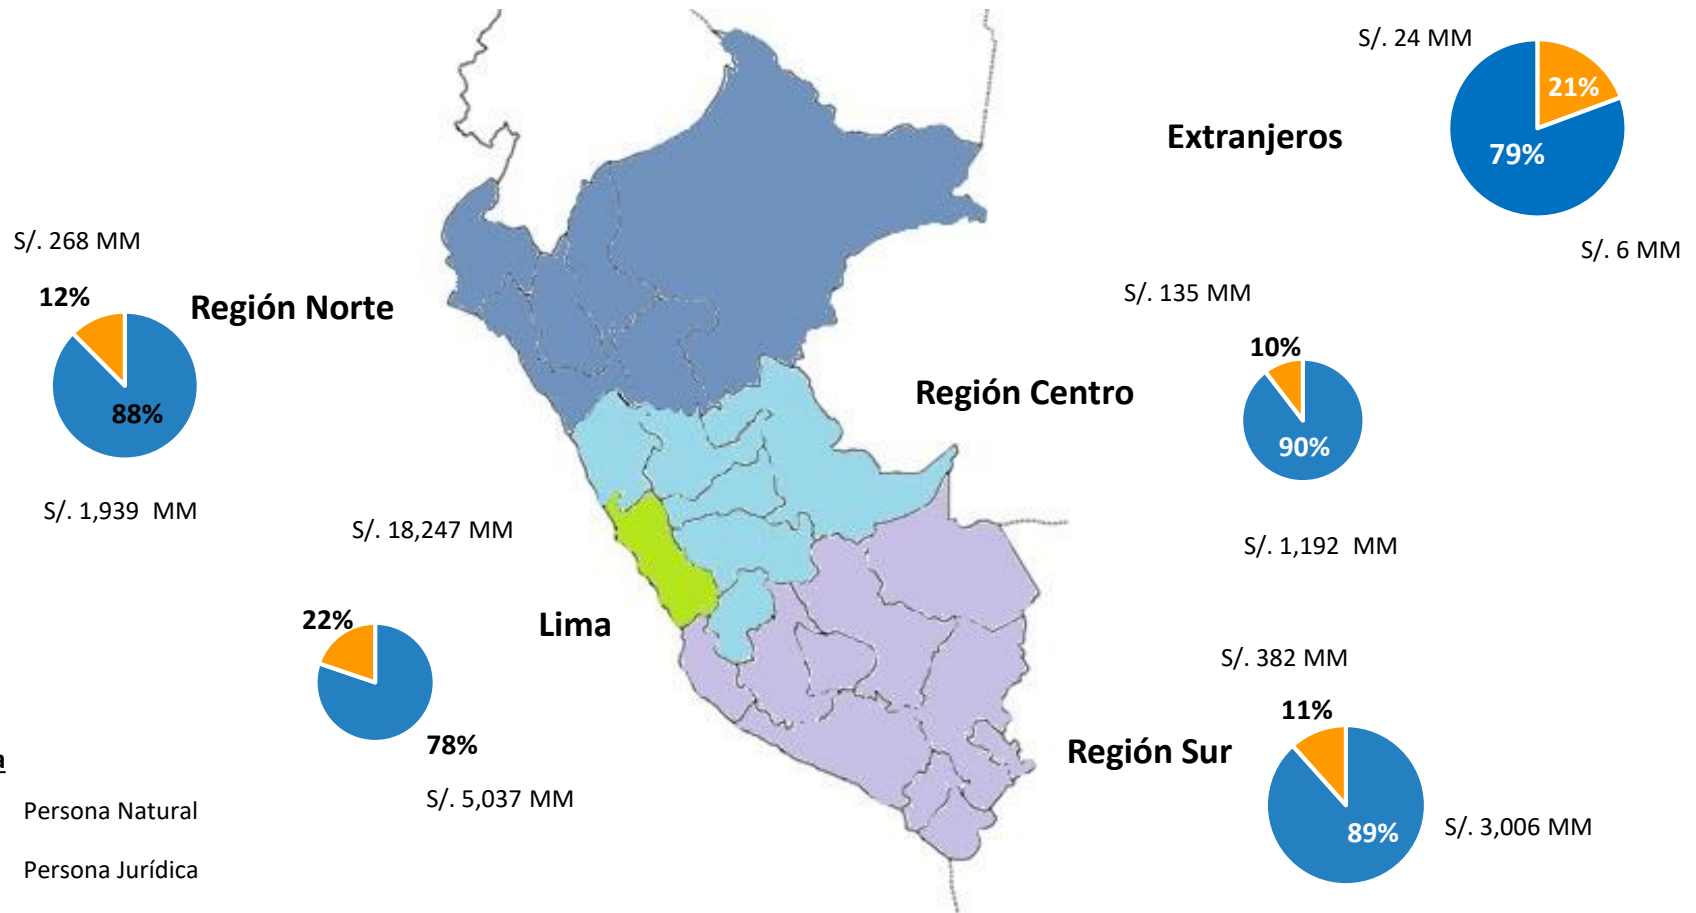 S/. 24 MM
21%
79%
Extranjeros
S/. 6 MM
S/. 268 MM
12%
88%
Región Norte
S/. 1,939 MM
S/. 135 MM
10%
90%
Región Centro
S/. 1,192 MM
S/. 18,247 MM
22%
78%
Lima
S/. 5,037 MM
S/. 382 MM
11%
89%
Región Sur
S/. 3,006 MM
a
Persona Natural
Persona Jurídica